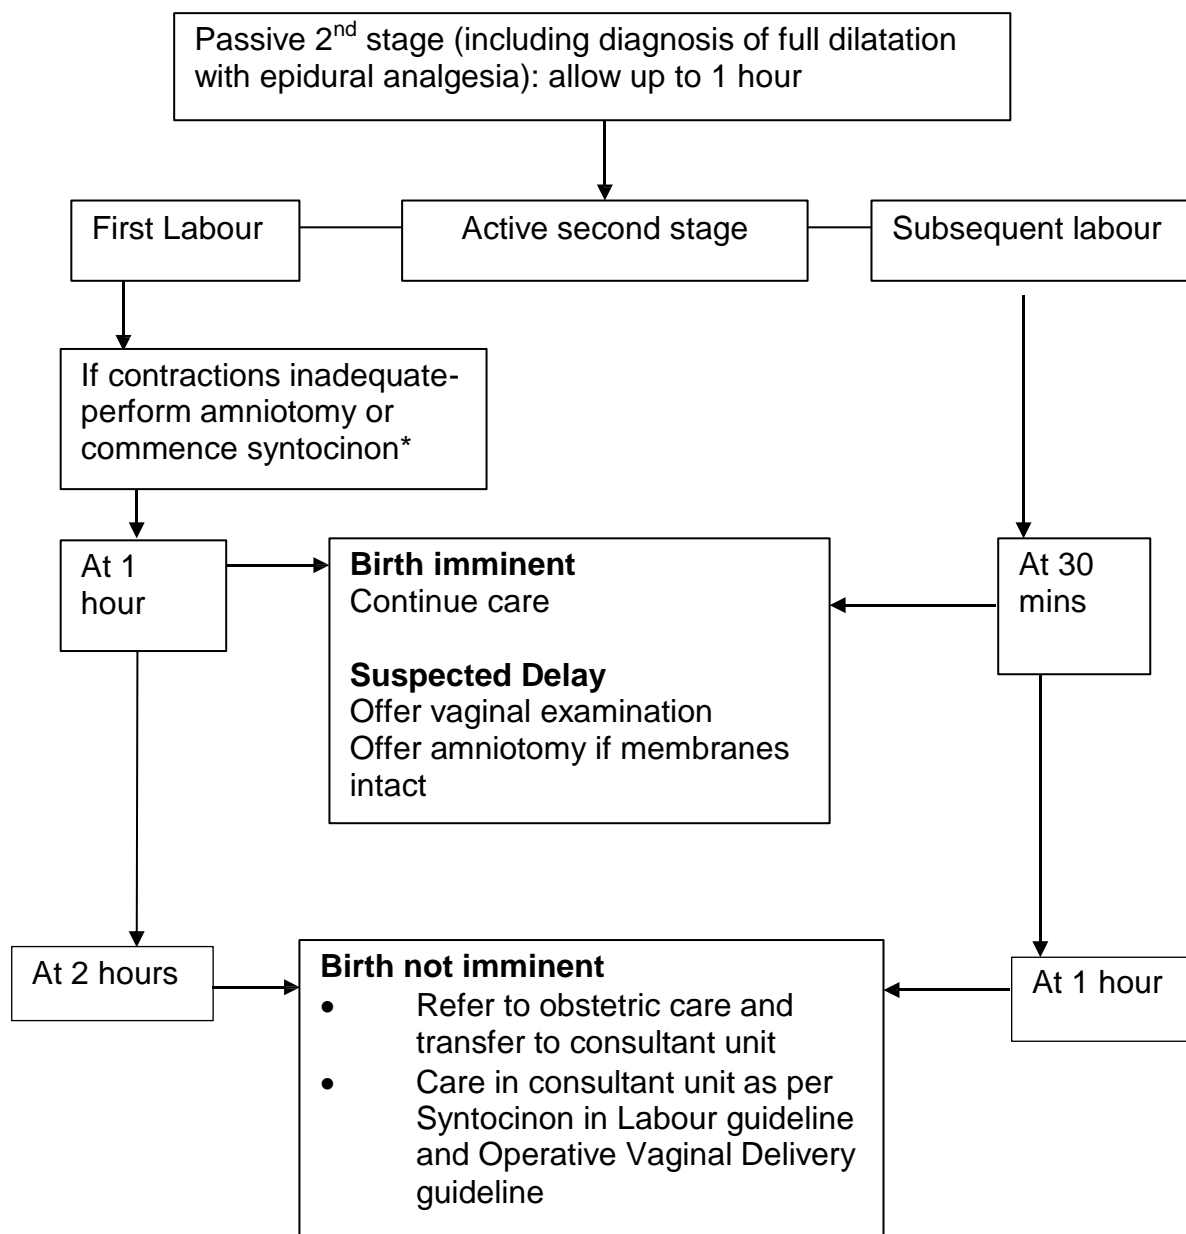 Passive 2nd stage (including diagnosis of full dilatation
with epidural analgesia): allow up to 1 hour
First Labour
Active second stage
Subsequent labour
If contractions inadequate-
perform amniotomy or
commence syntocinon*
At 1
hour
Birth imminent
Continue care
Suspected Delay
Offer vaginal examination
Offer amniotomy if membranes
intact
At 30
mins
At 2 hours
Birth not imminent
• Refer to obstetric care and
transfer to consultant unit
• Care in consultant unit as per
Syntocinon in Labour guideline
and Operative Vaginal Delivery
guideline
At 1 hour